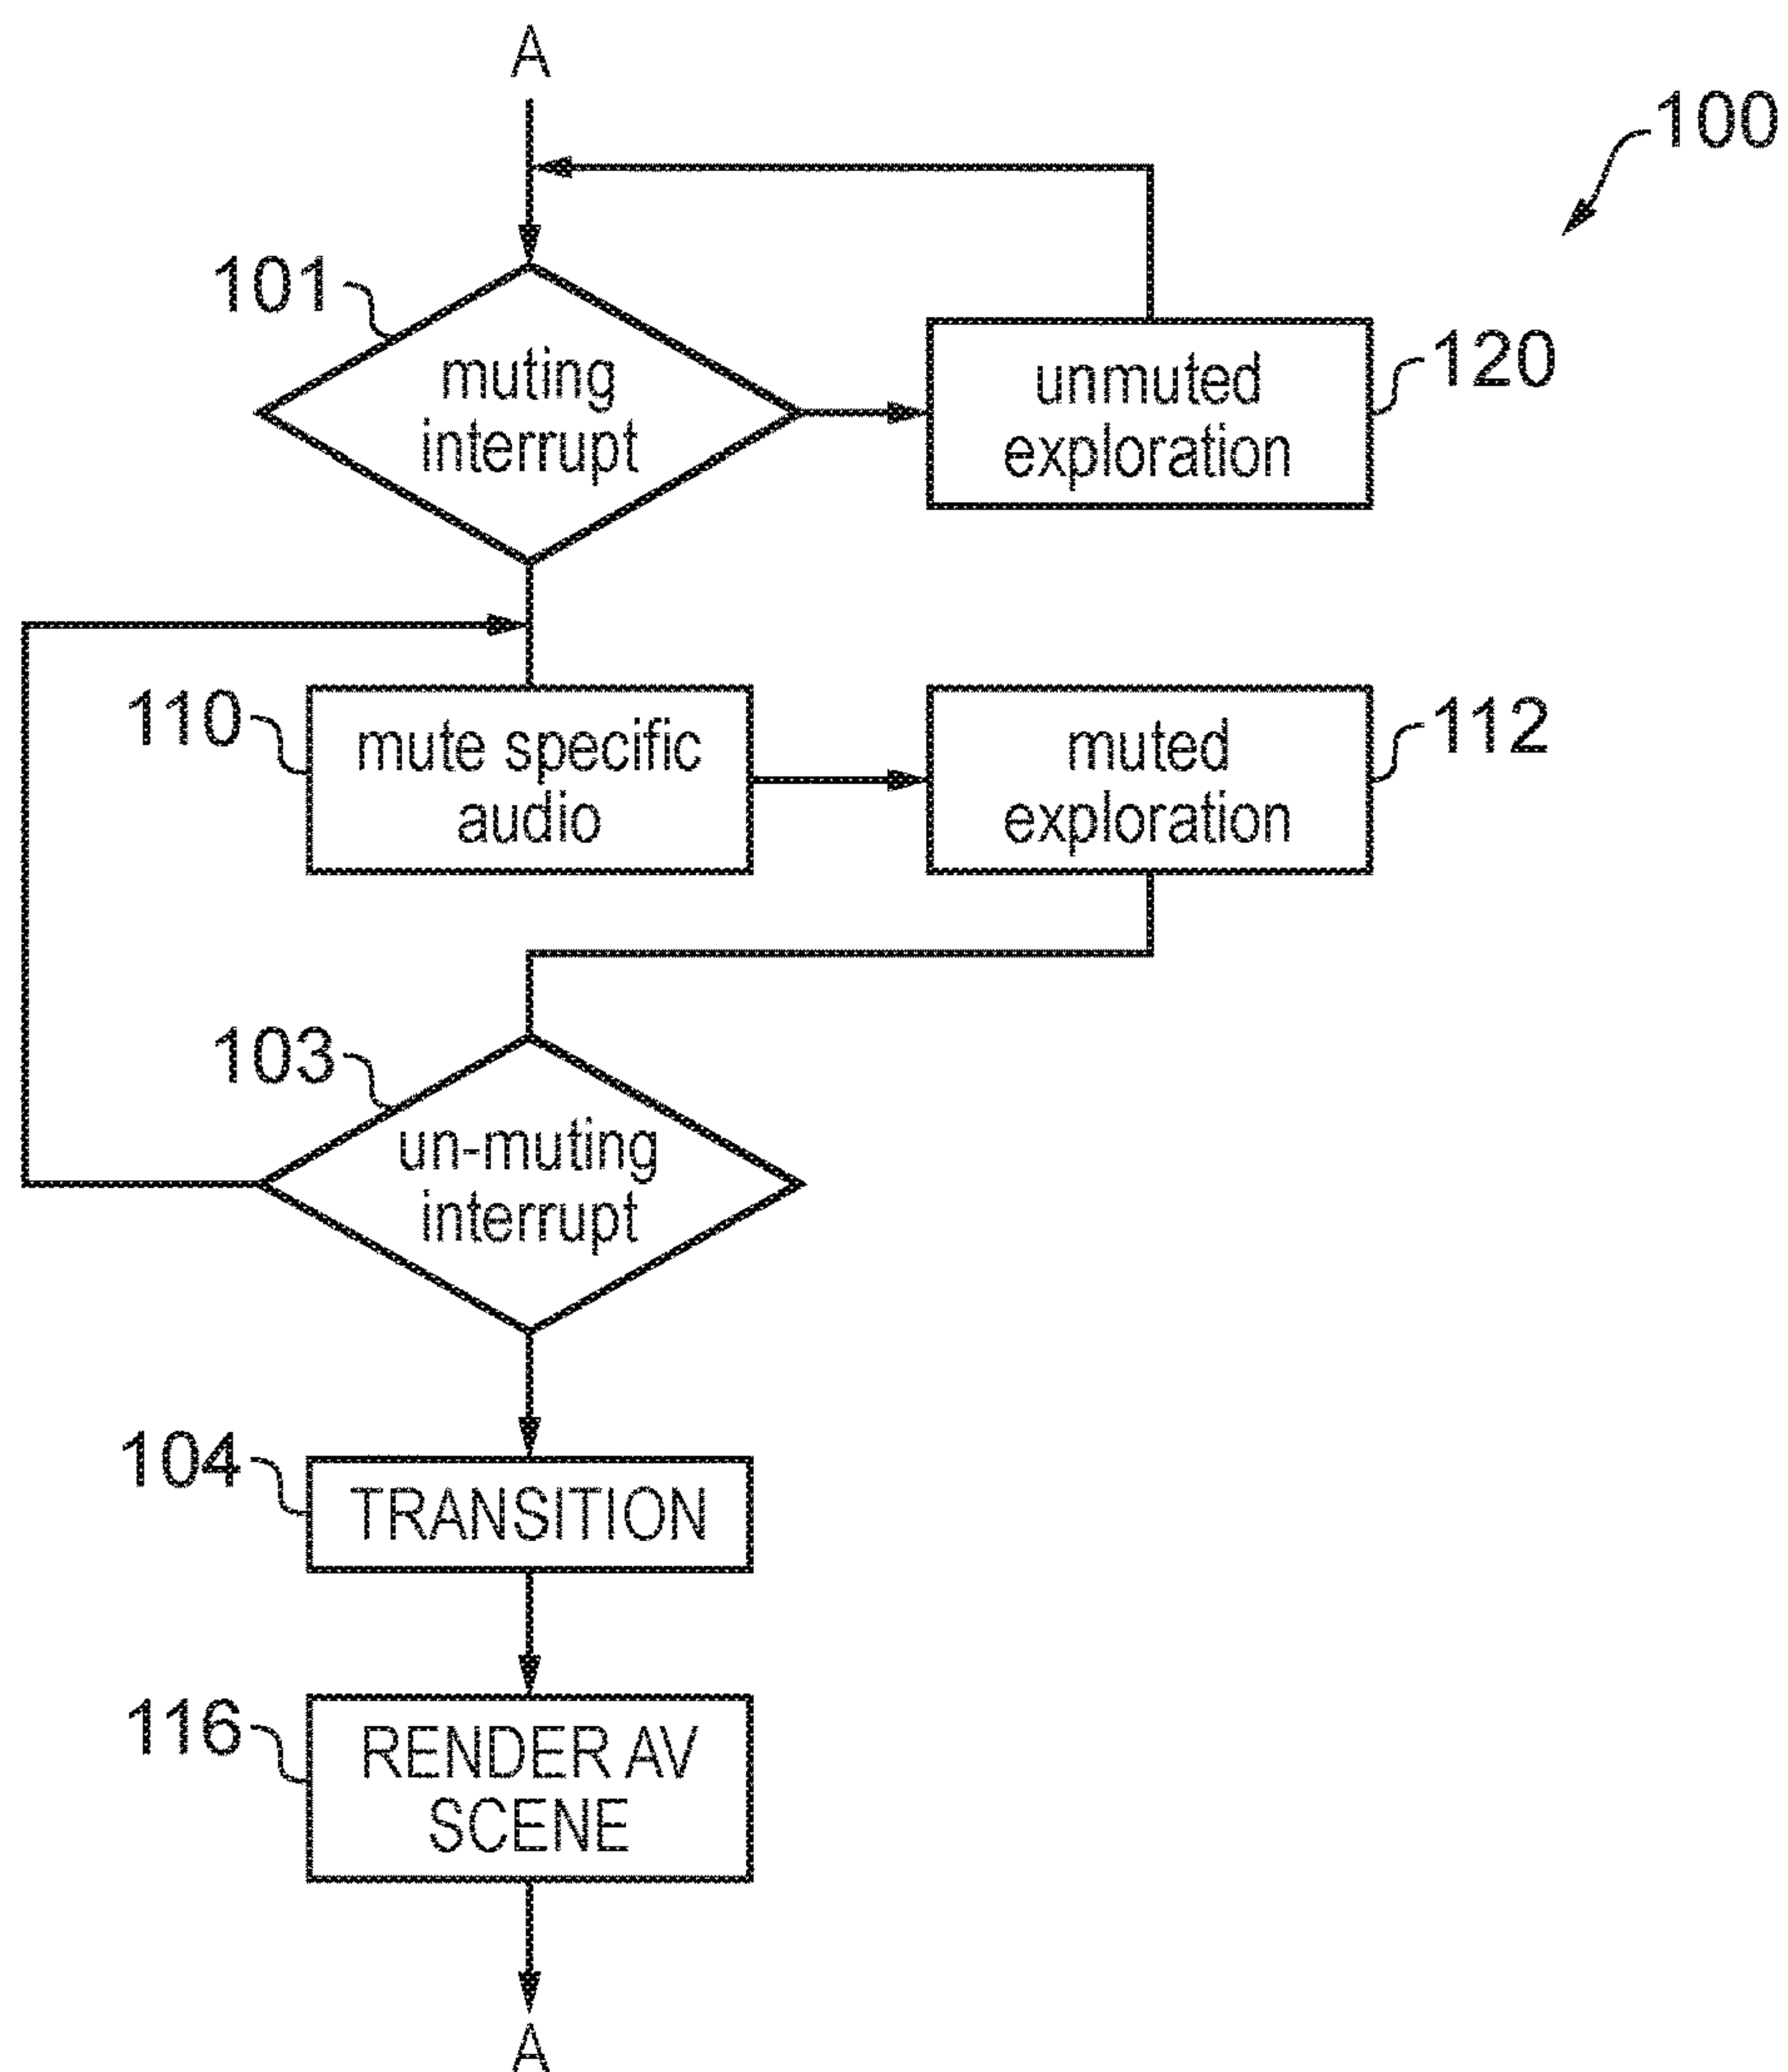 A
100
101
muting
interrupt
unmuted
exploration
120
110
mute specific
audio
muted
exploration
112
103
un-muting
interrupt
104
TRANSITION
116
RENDER AV
SCENE
A